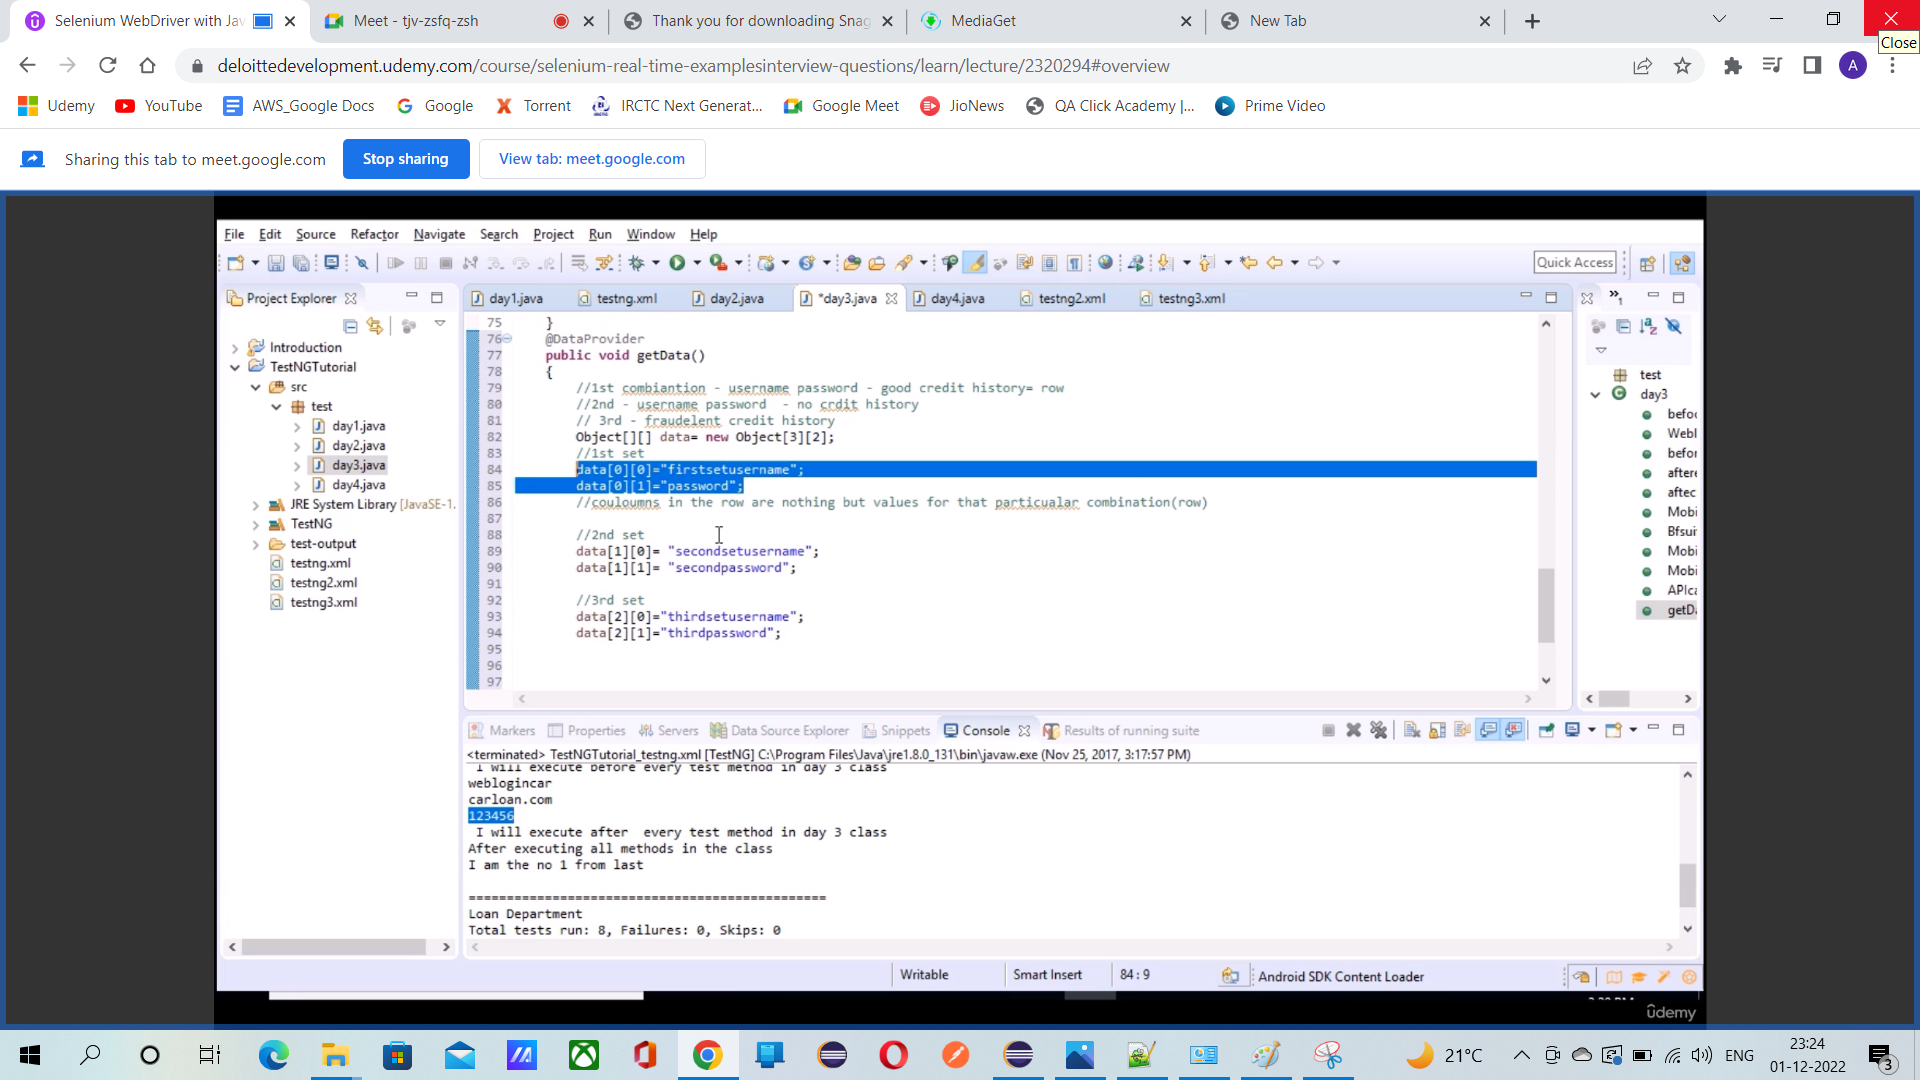 Selenium WebDriver with Jav
Meet - tjv-zsfq-zsh
Thank you for downloading Snag
MediaGet
New Tab
Close
deloittedevelopment.udemy.com/course/selenium-real-time-examplesinterview-questions/learn/lecture/2320294#overview
A
Udemy
YouTube
AWS_Google Docs
Google
Torrent
IRCTC Next Generat...
Google Meet
JioNews
QA Click Academy |...
Prime Video
Sharing this tab to meet.google.com
Stop sharing
View tab: meet.google.com
File Edit Source Refactor Navigate Search Project Run Window Help
Quick Access
Project Explorer
day1.java
testng.xml
day2.java
*day3.java
day4.java
testng2.xml
testng3.xml
Introduction
TestNGTutorial
src
test
day1.java
day2.java
day3.java
day4.java
JRE System Library [JavaSE-1.
TestNG
test-output
testng.xml
testng2.xml
testng3.xml
75 }
76 @DataProvider
77 public void getData()
78 {
79 //1st combiantion - username password - good credit history= row
80 //2nd - username password  - no crdit history
81 // 3rd - fraudelent credit history
82 Object[][] data= new Object[3][2];
83 //1st set
84 data[0][0]="firstsetusername";
85 data[0][1]="password";
86 //couloumns in the row are nothing but values for that particualar combination(row)
87
88 //2nd set
89 data[1][0]= "secondsetusername";
90 data[1][1]= "secondpassword";
91
92 //3rd set
93 data[2][0]="thirdsetusername";
94 data[2][1]="thirdpassword";
95
96
97
test
day3
befor
Webl
befor
aftere
aftec
Mobi
Bfsui
Mobi
Mobi
APIca
getDa
Markers
Properties
Servers
Data Source Explorer
Snippets
Console
Results of running suite
<terminated> TestNGTutorial_testng.xml [TestNG] C:\Program Files\Java\jre1.8.0_131\bin\javaw.exe (Nov 25, 2017, 3:17:57 PM)
I will execute before every test method in day 3 class
weblogincar
carloan.com
123456
I will execute after  every test method in day 3 class
After executing all methods in the class
I am the no 1 from last
===============================================
Loan Department
Total tests run: 8, Failures: 0, Skips: 0
Writable
Smart Insert
84 : 9
Android SDK Content Loader
udemy
21°C
ENG
23:24
01-12-2022
3